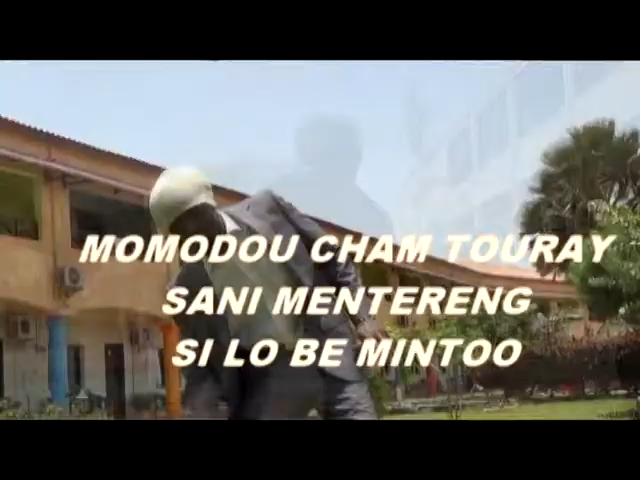 MOMODOU CHAM TOURAY
SANI MENTERENG
SI LO BE MINTOO